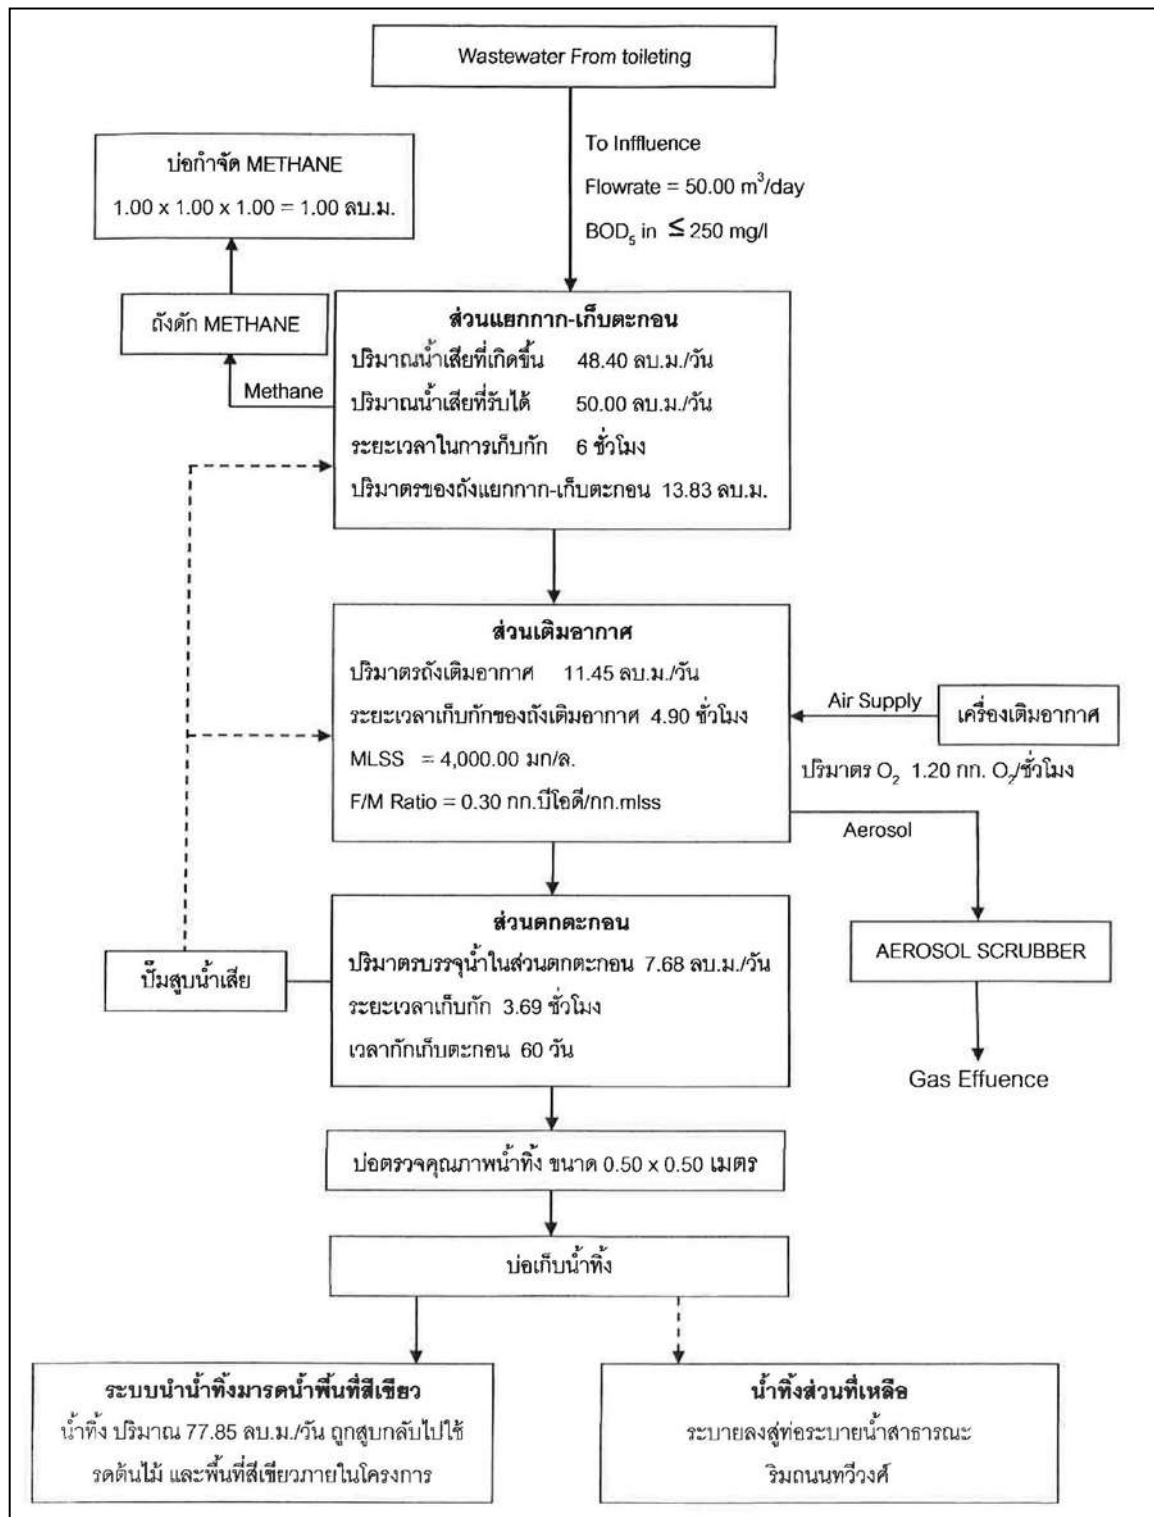 Wastewater From toileting
To Inffluence
Flowrate = 50.00 m³/day
BOD₅ in ≤ 250 mg/l
บ่อกำจัด METHANE
1.00 x 1.00 x 1.00 = 1.00 ลบ.ม.
ถังดัก METHANE
Methane
ส่วนแยกกาก-เก็บตะกอน
ปริมาณน้ำเสียที่เกิดขึ้น 48.40 ลบ.ม./วัน
ปริมาณน้ำเสียที่รับได้ 50.00 ลบ.ม./วัน
ระยะเวลาในการเก็บกัก 6 ชั่วโมง
ปริมาตรของถังแยกกาก-เก็บตะกอน 13.83 ลบ.ม.
ส่วนเติมอากาศ
ปริมาตรถังเติมอากาศ 11.45 ลบ.ม./วัน
ระยะเวลาเก็บกักของถังเติมอากาศ 4.90 ชั่วโมง
MLSS = 4,000.00 มก/ล.
F/M Ratio = 0.30 กก.บีโอดี/กก.mlss
Air Supply
เครื่องเติมอากาศ
ปริมาตร O₂ 1.20 กก. O₂/ชั่วโมง
Aerosol
AEROSOL SCRUBBER
Gas Effuence
ส่วนตกตะกอน
ปริมาตรบรรจุน้ำในส่วนตกตะกอน 7.68 ลบ.ม./วัน
ระยะเวลาเก็บกัก 3.69 ชั่วโมง
เวลากักเก็บตะกอน 60 วัน
ปั๊มสูบน้ำเสีย
บ่อตรวจคุณภาพน้ำทิ้ง ขนาด 0.50 x 0.50 เมตร
บ่อเก็บน้ำทิ้ง
ระบบนำน้ำทิ้งมารดน้ำพื้นที่สีเขียว
น้ำทิ้ง ปริมาณ 77.85 ลบ.ม./วัน ถูกสูบกลับไปใช้
รดต้นไม้ และพื้นที่สีเขียวภายในโครงการ
น้ำทิ้งส่วนที่เหลือ
ระบายลงสู่ท่อระบายน้ำสาธารณะ
ริมถนนทวีวงศ์